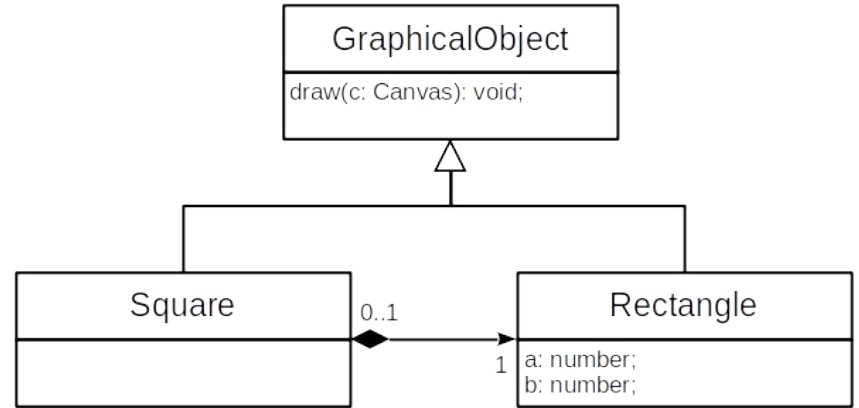 GraphicalObject
draw(c: Canvas): void;
Square
0..1
1
Rectangle
a: number;
b: number;